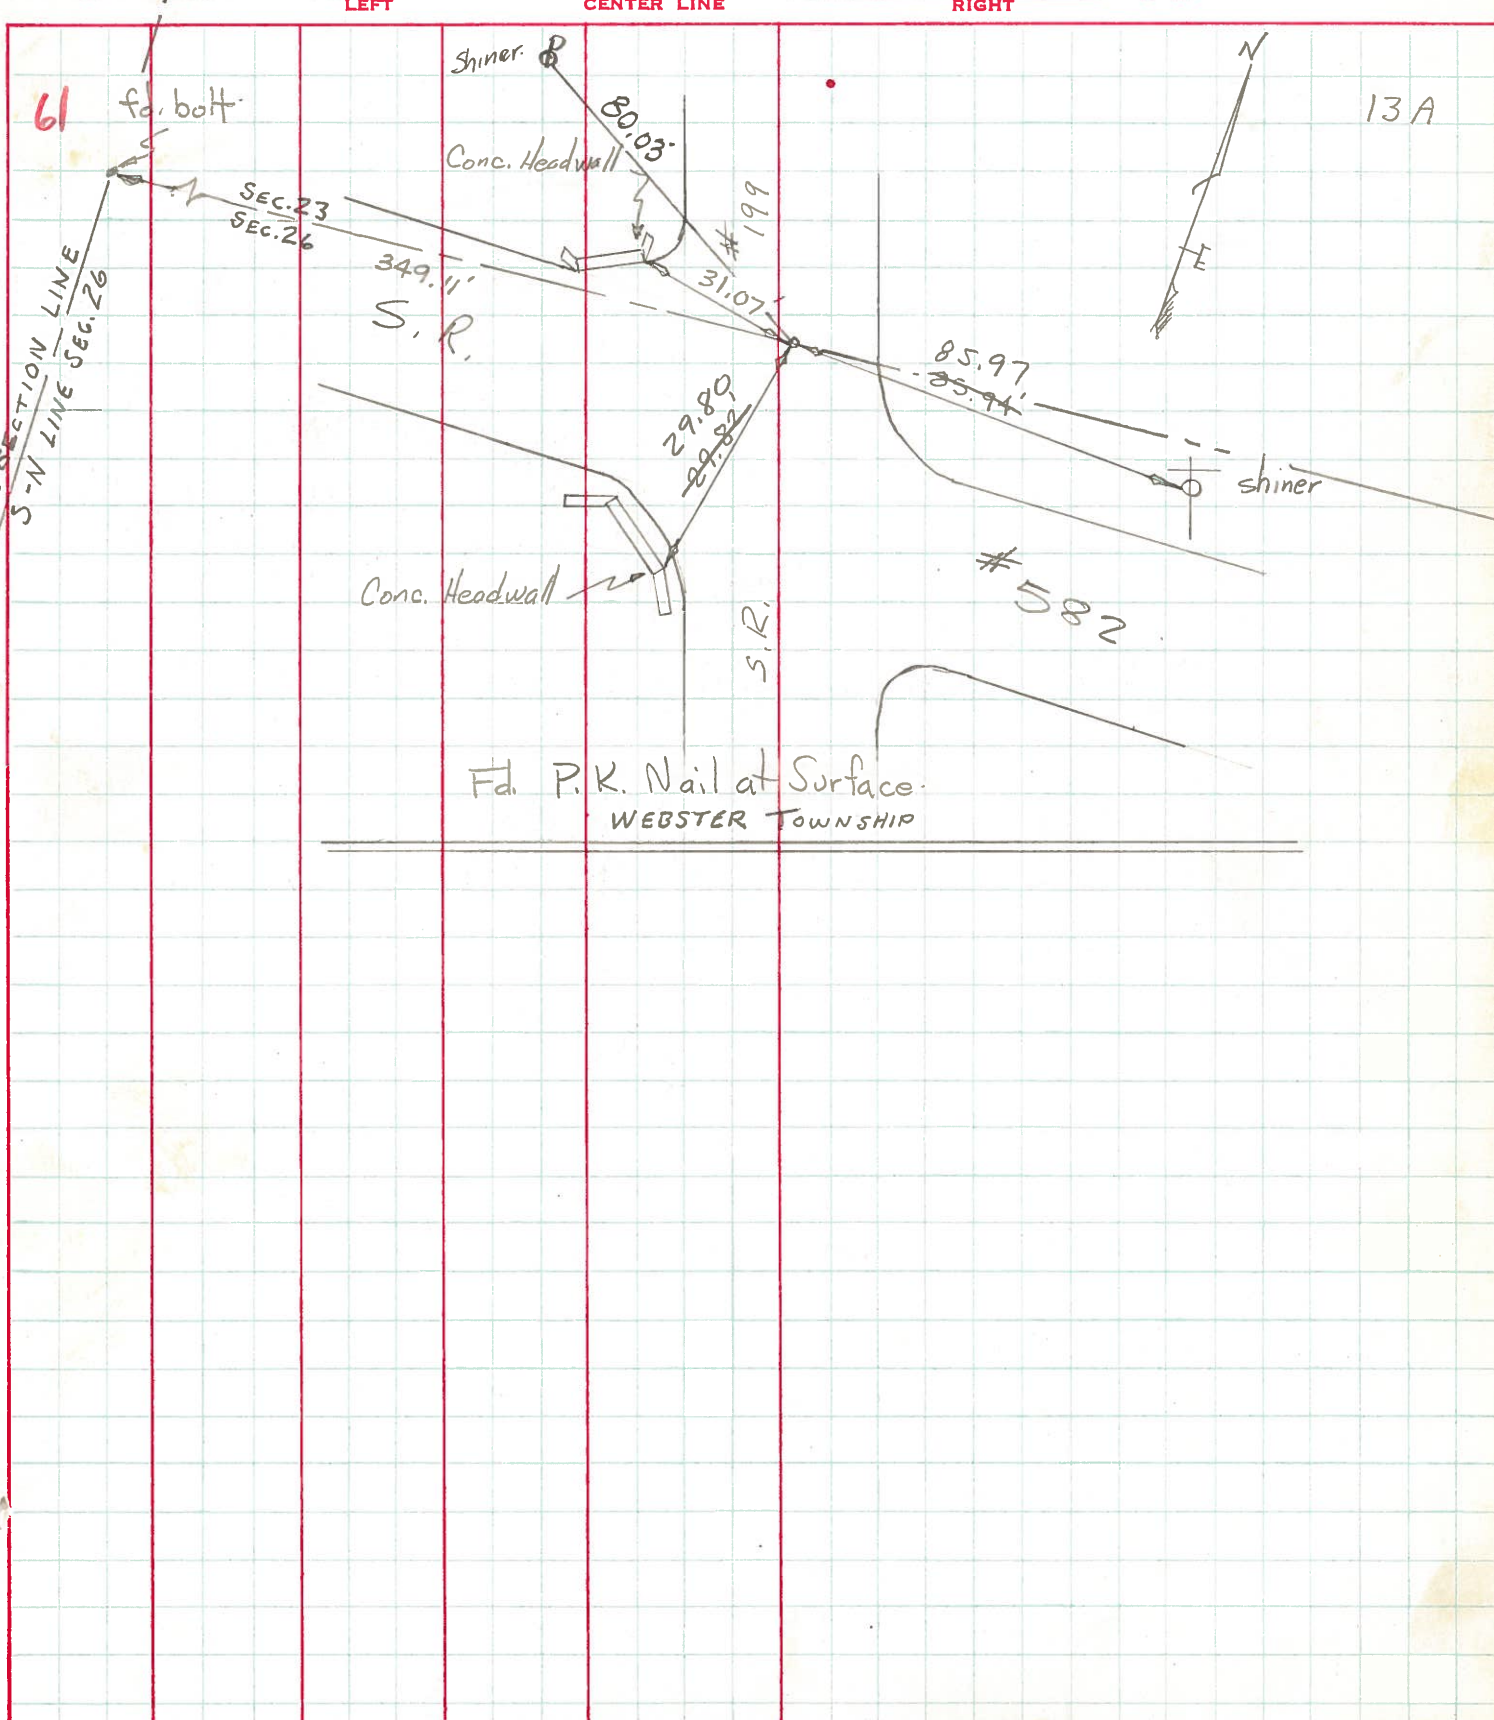 LEFT
CENTER LINE
RIGHT
61
fd. bolt
Shiner.
P
80.03
Conc. Headwall
N
13 A
SEC. 23
SEC. 26
349.11'
S. R.
# 199
31.07'
SECTION LINE
S-N LINE SEC. 26
85.97
85.94'
29.80
29.82
shiner
Conc. Headwall
S.R.
# 582
Fd. P.K. Nail at Surface.
WEBSTER TOWNSHIP